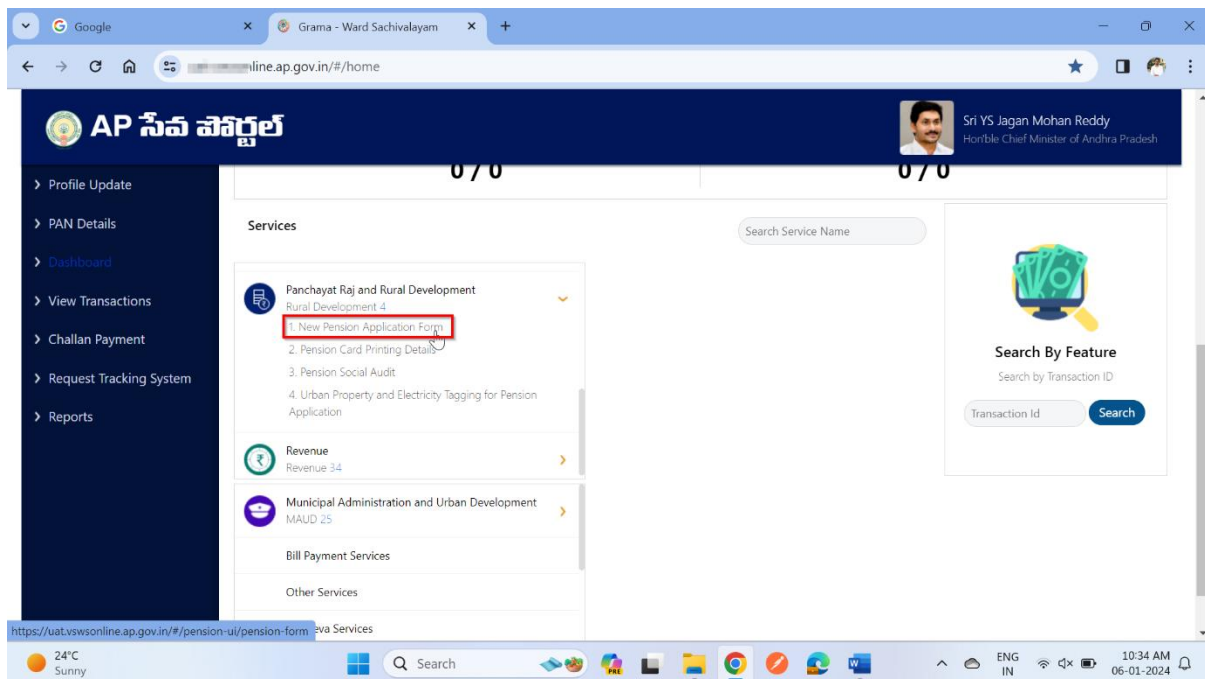 Google
Grama - Ward Sachivalayam
line.ap.gov.in/#/home
AP సేవ పోర్టల్
Sri YS Jagan Mohan Reddy
Hon'ble Chief Minister of Andhra Pradesh
Profile Update
PAN Details
Dashboard
View Transactions
Challan Payment
Request Tracking System
Reports
0 / 0
0 / 0
Services
Search Service Name
Panchayat Raj and Rural Development
Rural Development 4
1. New Pension Application Form
2. Pension Card Printing Details
3. Pension Social Audit
4. Urban Property and Electricity Tagging for Pension
Application
Revenue
Revenue 34
Municipal Administration and Urban Development
MAUD 25
Bill Payment Services
Other Services
eva Services
Search By Feature
Search by Transaction ID
Transaction Id
Search
https://uat.vswsonline.ap.gov.in/#/pension-ui/pension-form
24°C
Sunny
Search
PRE
ENG
IN
10:34 AM
06-01-2024